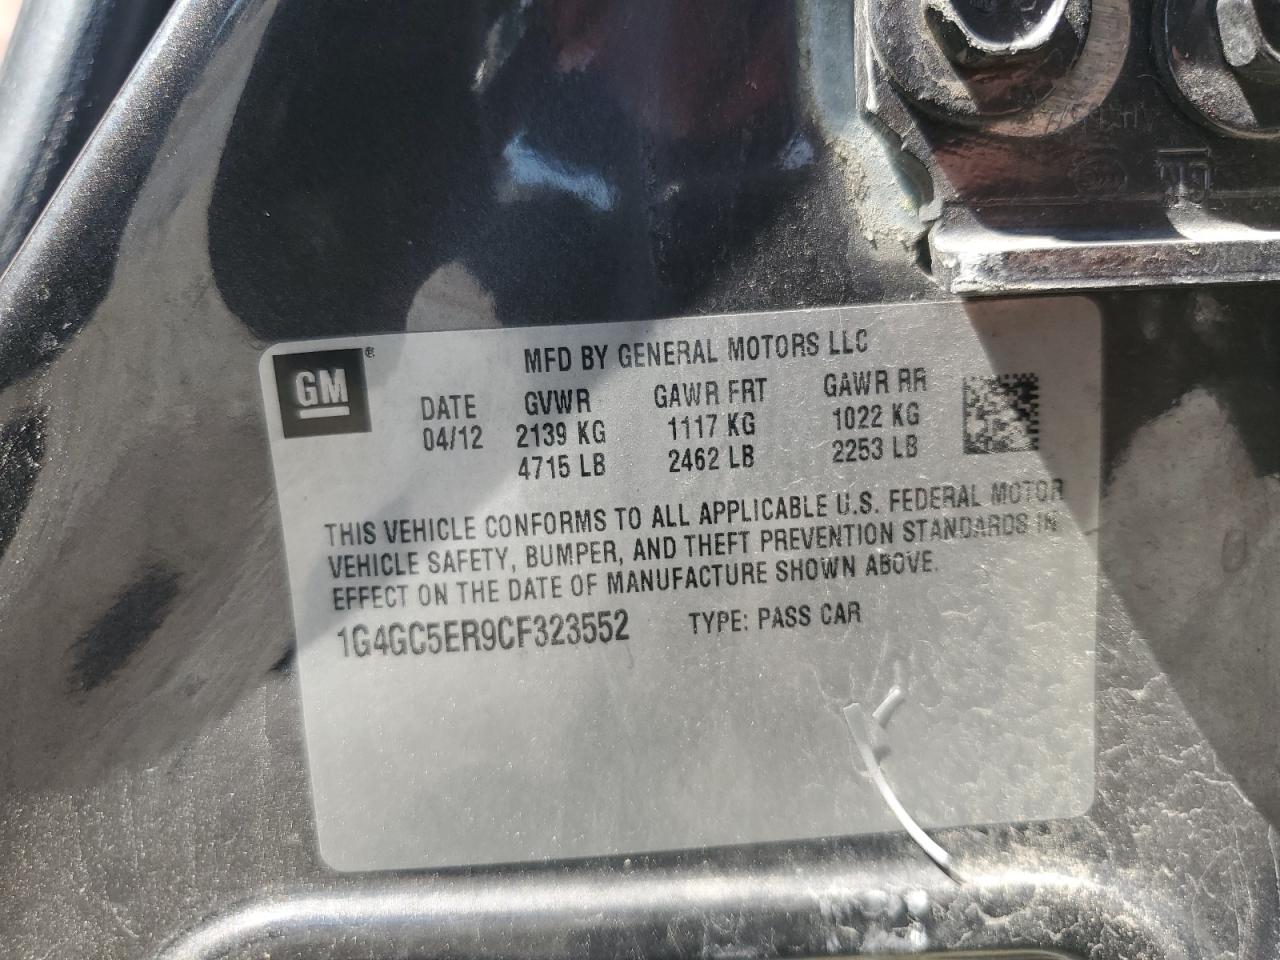 GM ®
MFD BY GENERAL MOTORS LLC
DATE GVWR GAWR FRT GAWR RR
04/12 2139 KG 1117 KG 1022 KG
4715 LB 2462 LB 2253 LB
THIS VEHICLE CONFORMS TO ALL APPLICABLE U.S. FEDERAL MOTOR
VEHICLE SAFETY, BUMPER, AND THEFT PREVENTION STANDARDS IN
EFFECT ON THE DATE OF MANUFACTURE SHOWN ABOVE.
1G4GC5ER9CF323552 TYPE: PASS CAR